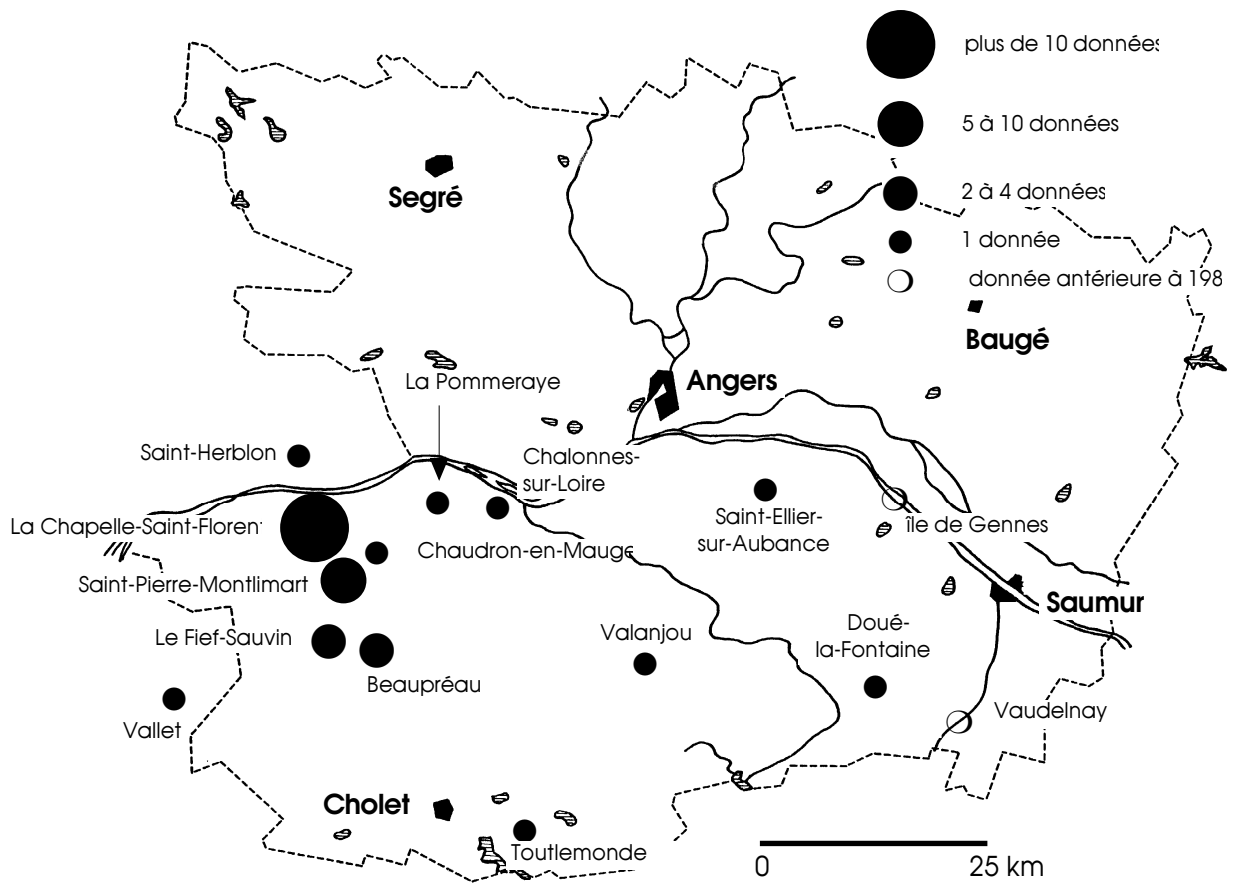 plus de 10 données
5 à 10 données
2 à 4 données
1 donnée
donnée antérieure à 198
Segré
Baugé
Angers
La Pommeraye
Saint-Herblon
Chalonnes-
sur-Loire
La Chapelle-Saint-Floren
Saint-Ellier-
sur-Aubance
île de Gennes
Chaudron-en-Mauge
Saint-Pierre-Montlimart
Saumur
Le Fief-Sauvin
Valanjou
Doué-
la-Fontaine
Beaupréau
Vallet
Vaudelnay
Cholet
Toutlemonde
0 25 km